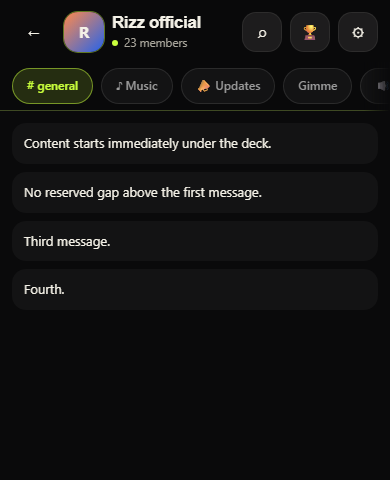 ←
R
Rizz official
23 members
# general
♪ Music
📣 Updates
Gimme
Content starts immediately under the deck.
No reserved gap above the first message.
Third message.
Fourth.